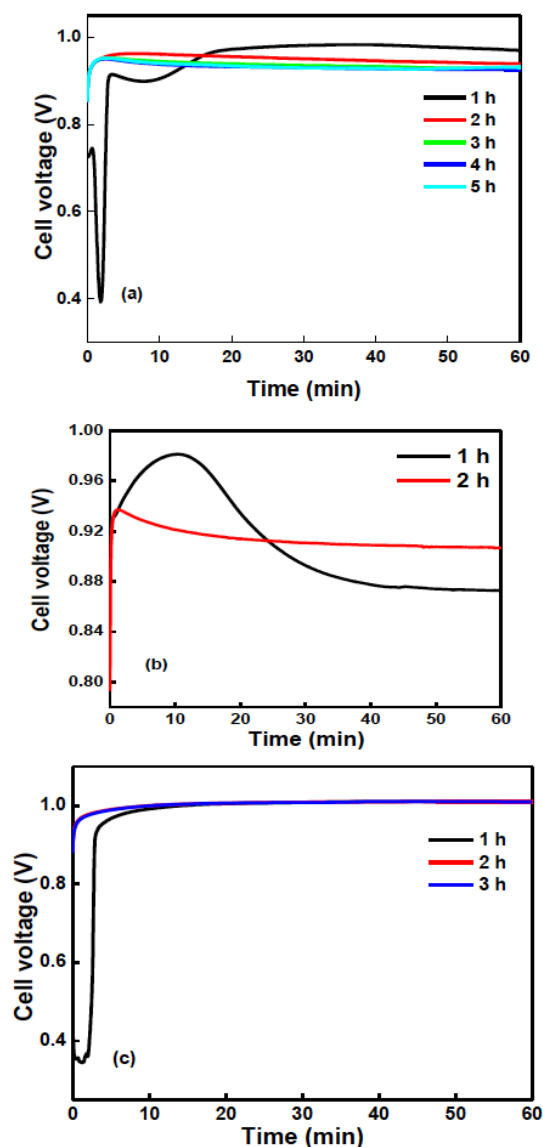 1.0
0.8
0.6
0.4
Cell voltage (V)
1 h
2 h
3 h
4 h
5 h
(a)
0 10 20 30 40 50 60
Time (min)
1.00
0.96
0.92
0.88
0.84
0.80
Cell voltage (V)
1 h
2 h
(b)
0 10 20 30 40 50 60
Time (min)
1.0
0.8
0.6
0.4
Cell voltage (V)
1 h
2 h
3 h
(c)
0 10 20 30 40 50 60
Time (min)